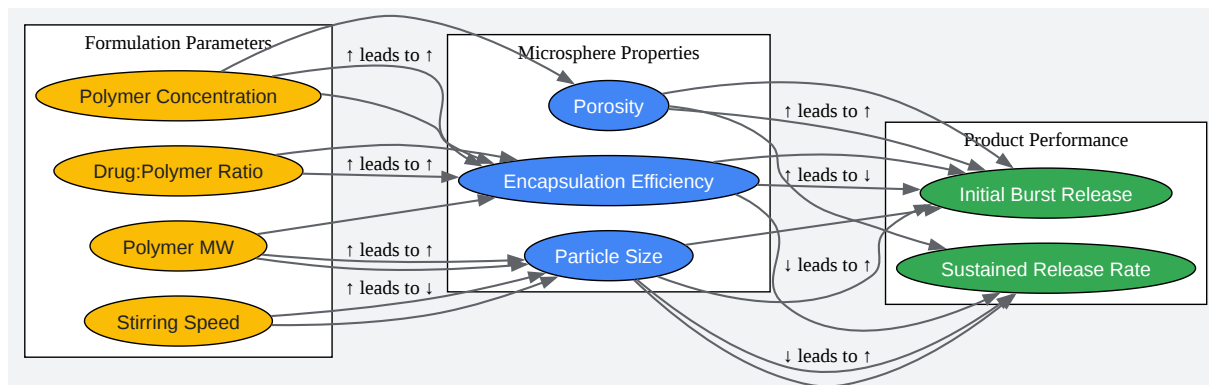 Formulation Parameters
Polymer Concentration
Drug:Polymer Ratio
Polymer MW
Stirring Speed
↑ leads to ↑
↑ leads to ↑
↑ leads to ↑
↑ leads to ↓
Microsphere Properties
Porosity
Encapsulation Efficiency
Particle Size
↑ leads to ↑
↑ leads to ↓
↓ leads to ↑
↓ leads to ↑
Product Performance
Initial Burst Release
Sustained Release Rate